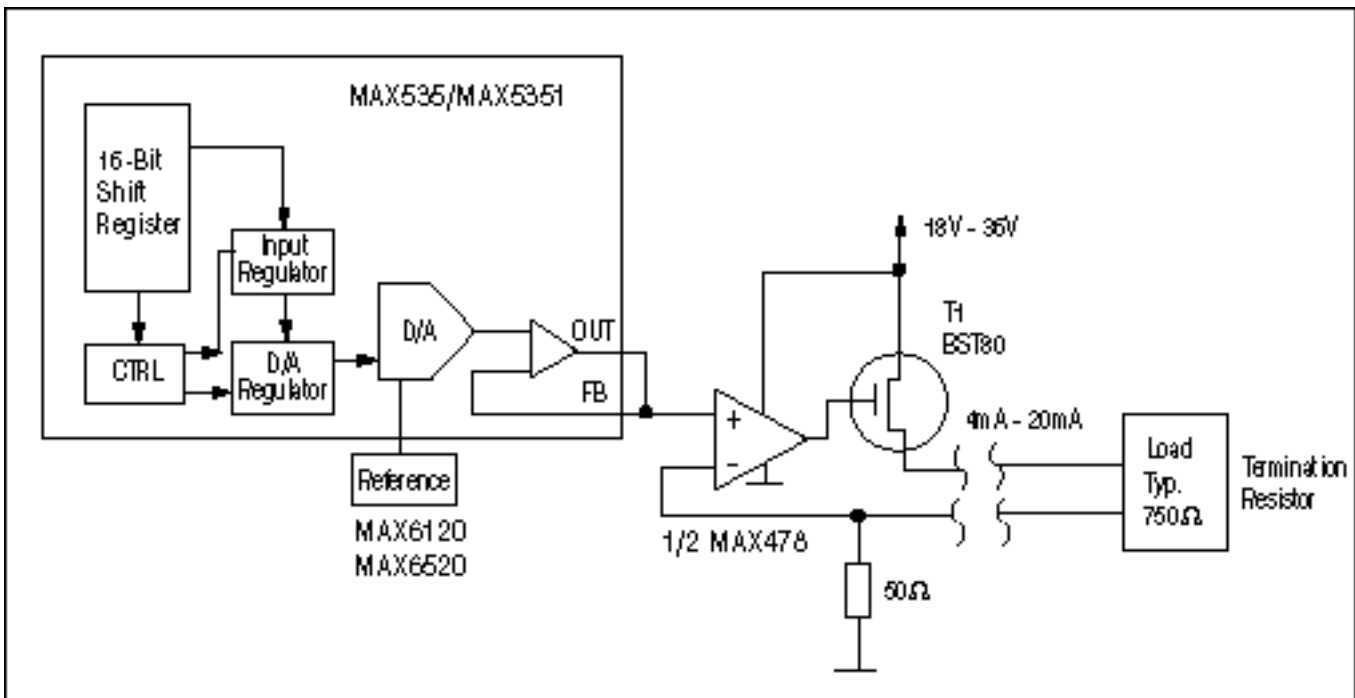 MAX535/MAX5351
16-Bit
Shift
Register
Input
Regulator
CTRL
D/A
Regulator
D/A
OUT
FB
Reference
MAX6120
MAX6520
+
-
1/2 MAX478
18V - 36V
T1
BST80
4mA - 20mA
50Ω
Load
Typ.
750Ω
Termination
Resistor